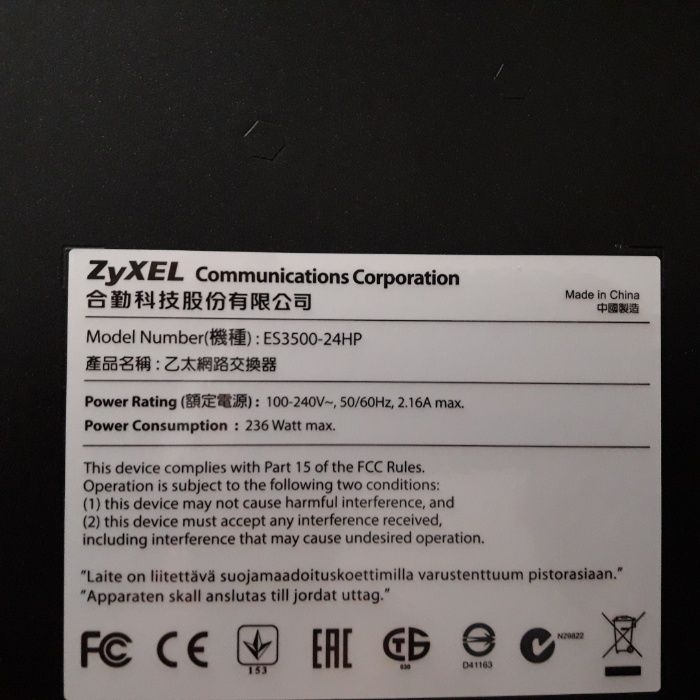 ZyXEL Communications Corporation
合勤科技股份有限公司
Made in China
中國製造
Model Number(機種) : ES3500-24HP
產品名稱 : 乙太網路交換器
Power Rating (額定電源) : 100-240V~, 50/60Hz, 2.16A max.
Power Consumption : 236 Watt max.
This device complies with Part 15 of the FCC Rules.
Operation is subject to the following two conditions:
(1) this device may not cause harmful interference, and
(2) this device must accept any interference received,
including interference that may cause undesired operation.
"Laite on liitettävä suojamaadoituskoettimilla varustenttuum pistorasiaan."
"Apparaten skall anslutas till jordat uttag."
FC CE EAC
153
030
D41163
N29822